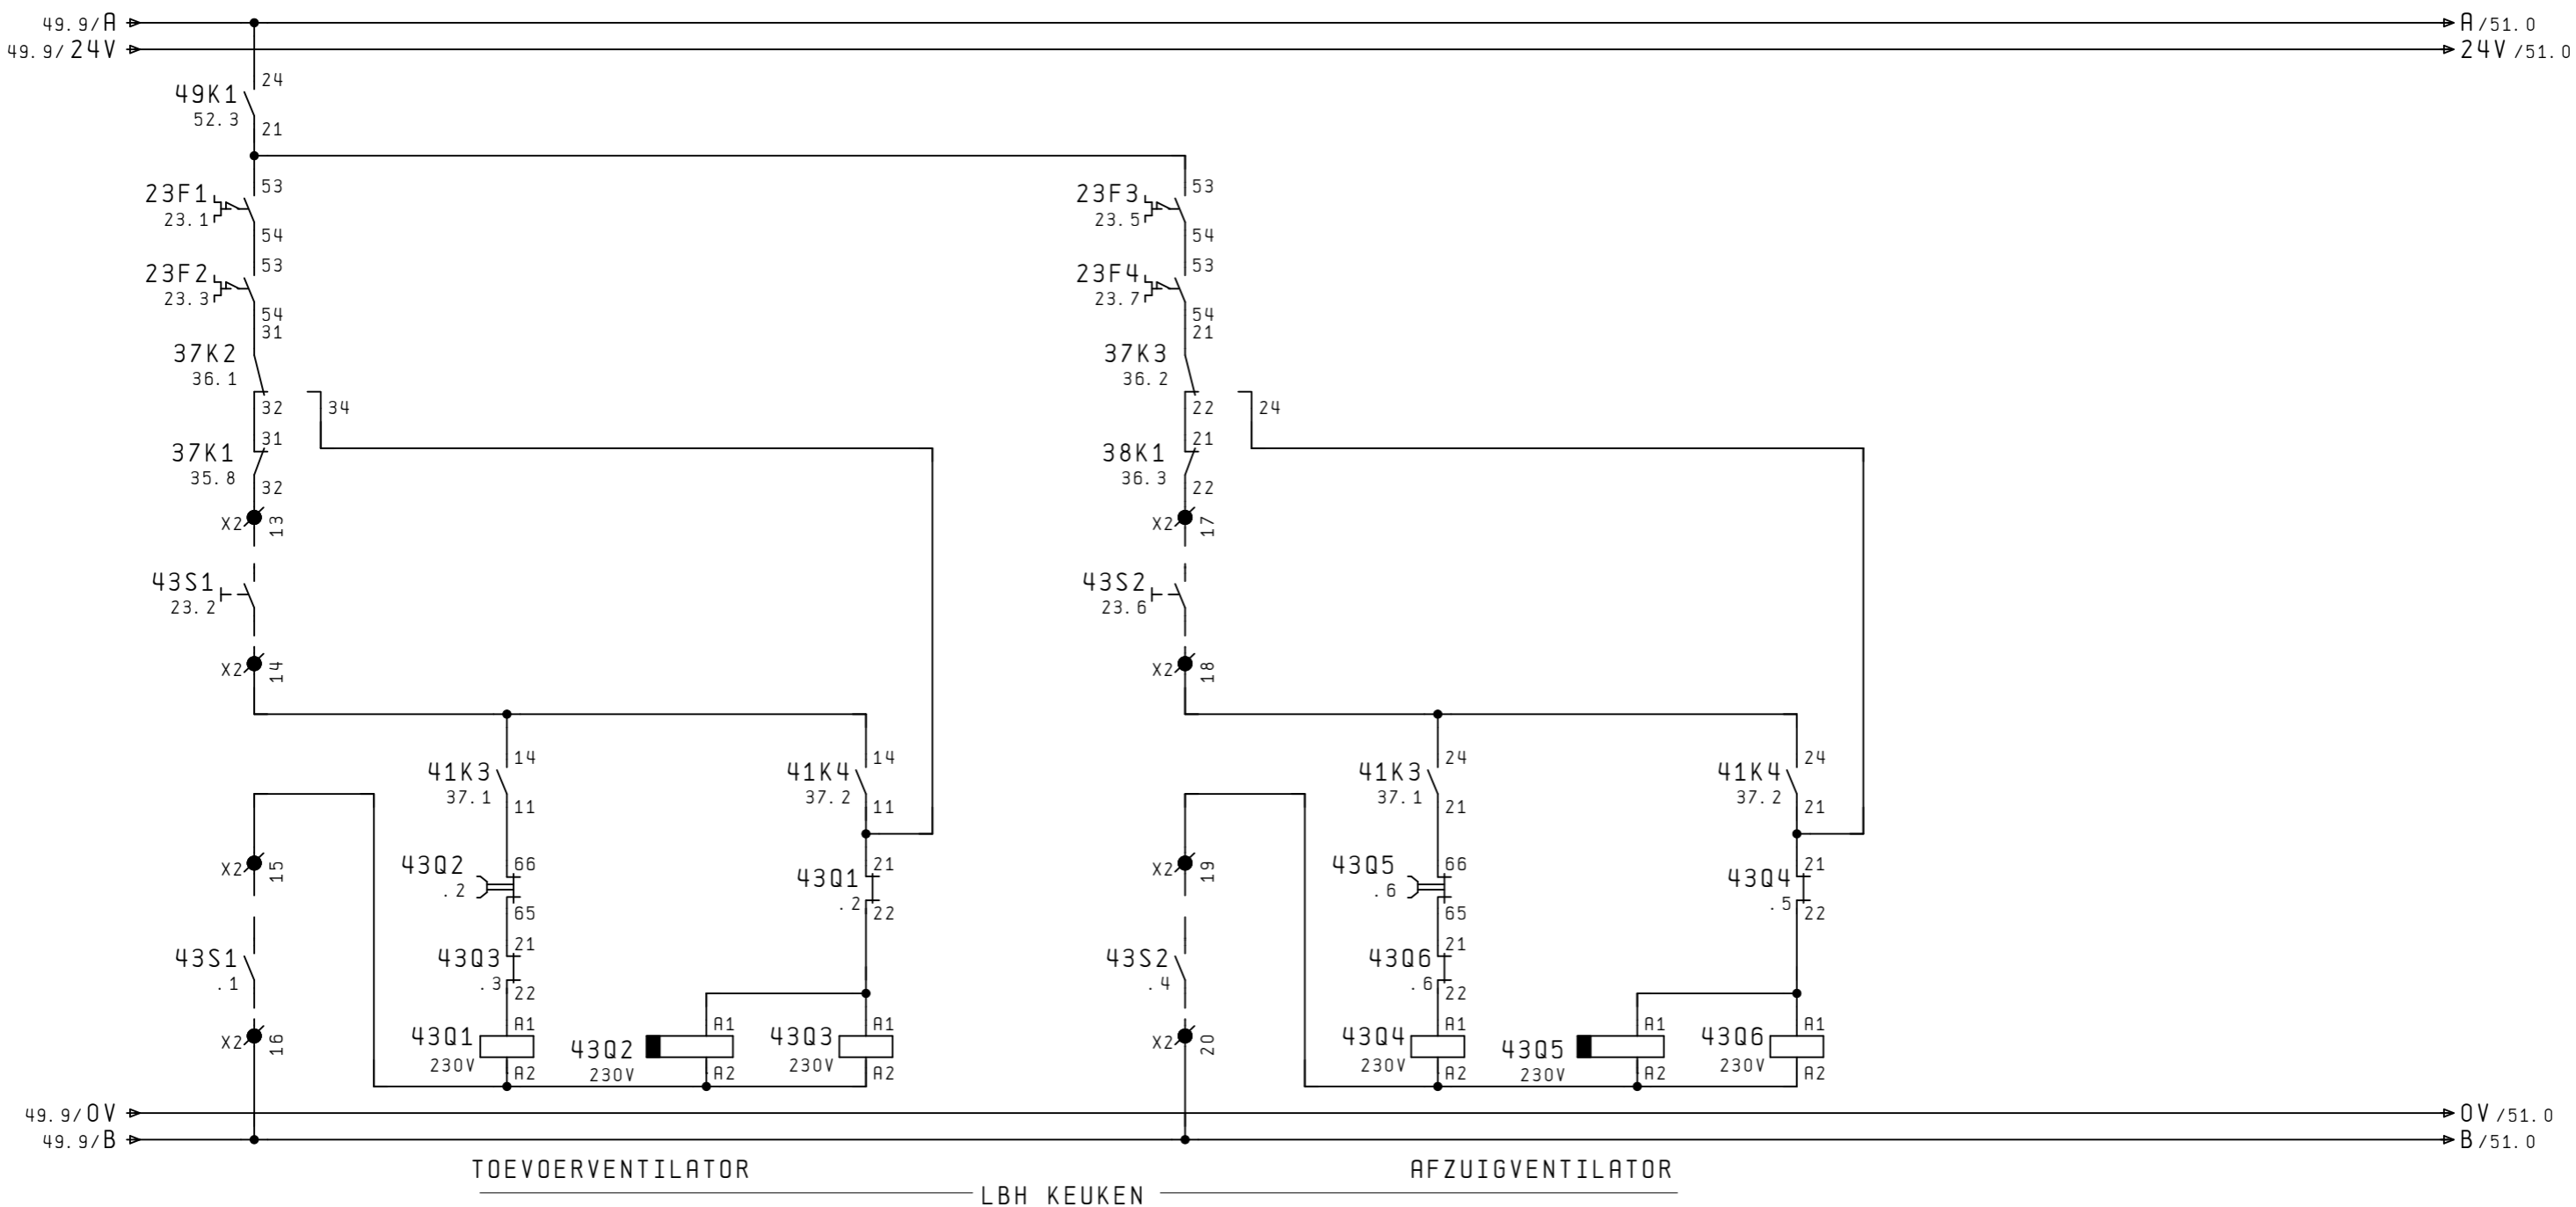 49.9/A A/51.0
49.9/24V 24V/51.0
24
49K1
52.3
21
53 53
23F1 23F3
23.1 23.5
54 54
53 53
23F2 23F4
23.3 23.7
54 54
31 21
37K2 37K3
36.1 36.2
32 34 22 24
31 21
37K1 38K1
35.8 36.3
32 22
X2 13 X2 17
43S1 43S2
23.2 23.6
X2 14 X2 18
14 14 24 24
41K3 41K4 41K3 41K4
37.1 37.2 37.1 37.2
11 11 21 21
X2 15 43Q2 66 21 X2 19 43Q5 66 21
.2 43Q1 .6 43Q4
65 .2 22 65 .5 22
21 21
43S1 43Q3 43S2 43Q6
.1 .3 22 .4 .6 22
A1 A1 A1 A1 A1 A1
X2 16 43Q1 43Q2 43Q3 X2 20 43Q4 43Q5 43Q6
230V 230V 230V 230V 230V 230V
A2 A2 A2 A2 A2 A2
49.9/0V 0V/51.0
49.9/B B/51.0
TOEVOERVENTILATOR AFZUIGVENTILATOR
LBH KEUKEN